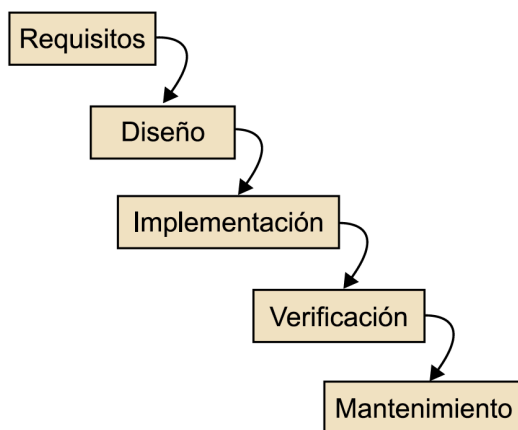 Requisitos
Diseño
Implementación
Verificación
Mantenimiento